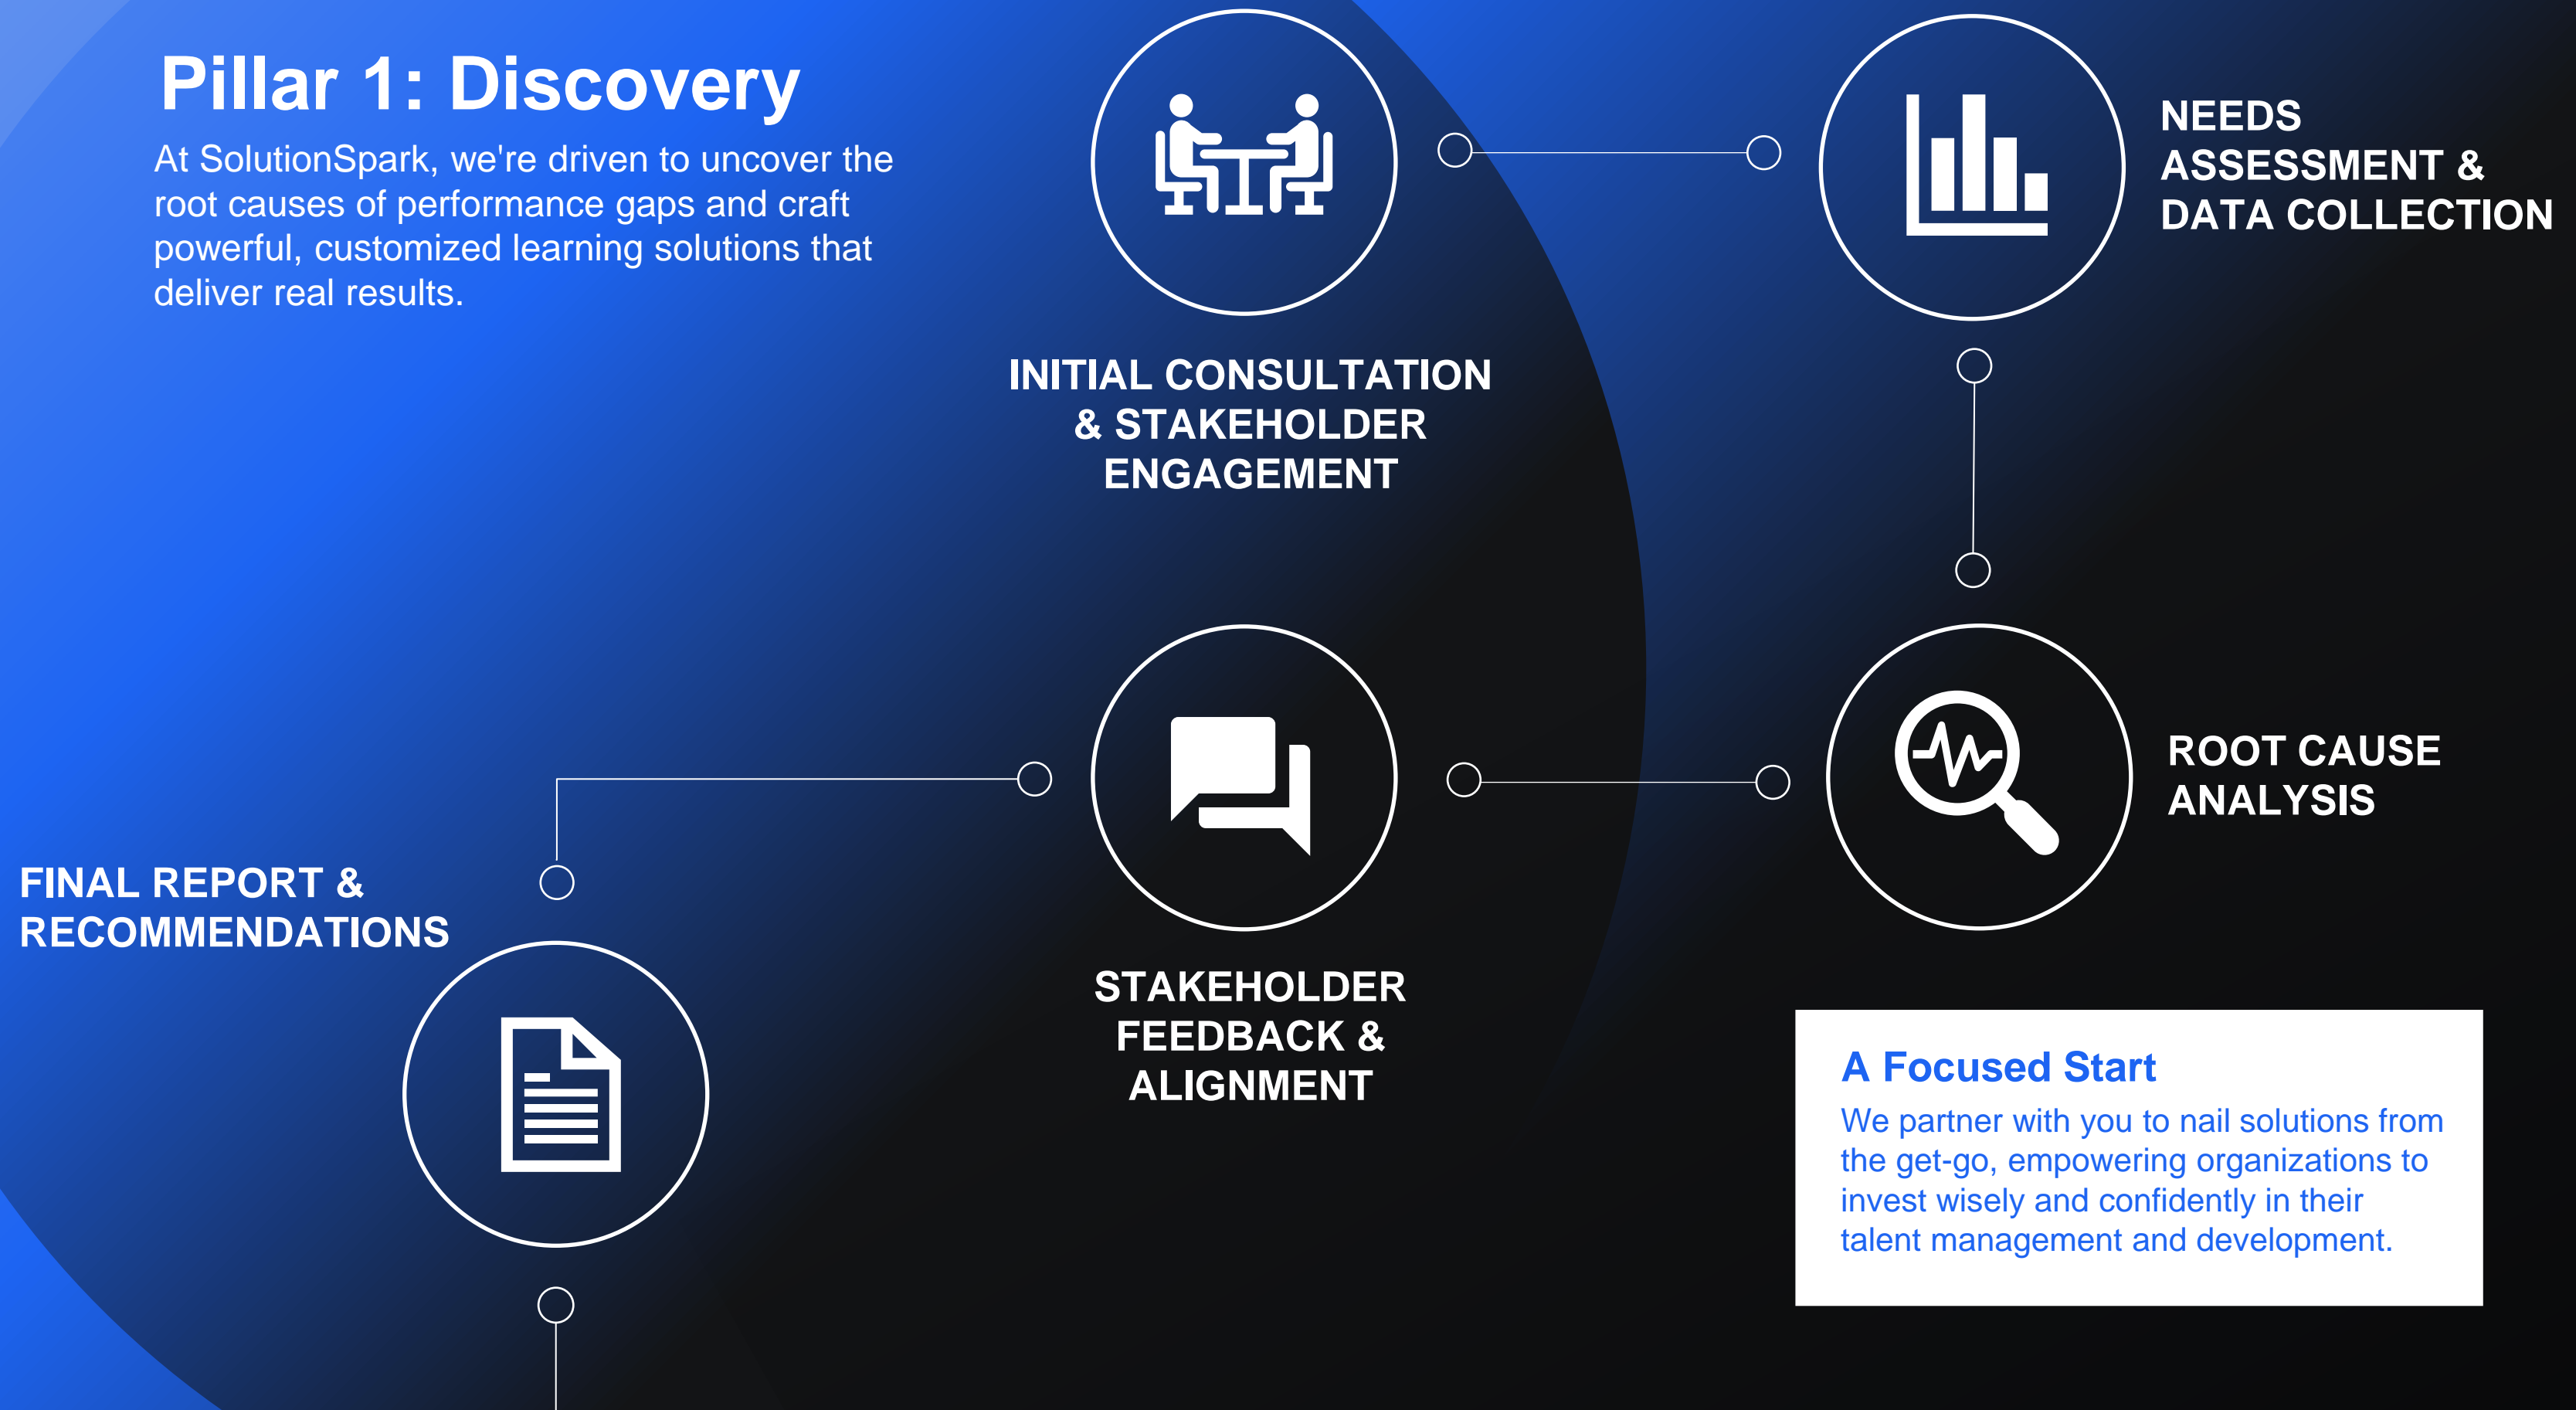 Pillar 1: Discovery
At SolutionSpark, we're driven to uncover the
root causes of performance gaps and craft
powerful, customized learning solutions that
deliver real results.
INITIAL CONSULTATION
& STAKEHOLDER
ENGAGEMENT
NEEDS
ASSESSMENT &
DATA COLLECTION
ROOT CAUSE
ANALYSIS
STAKEHOLDER
FEEDBACK &
ALIGNMENT
FINAL REPORT &
RECOMMENDATIONS
A Focused Start
We partner with you to nail solutions from
the get-go, empowering organizations to
invest wisely and confidently in their
talent management and development.